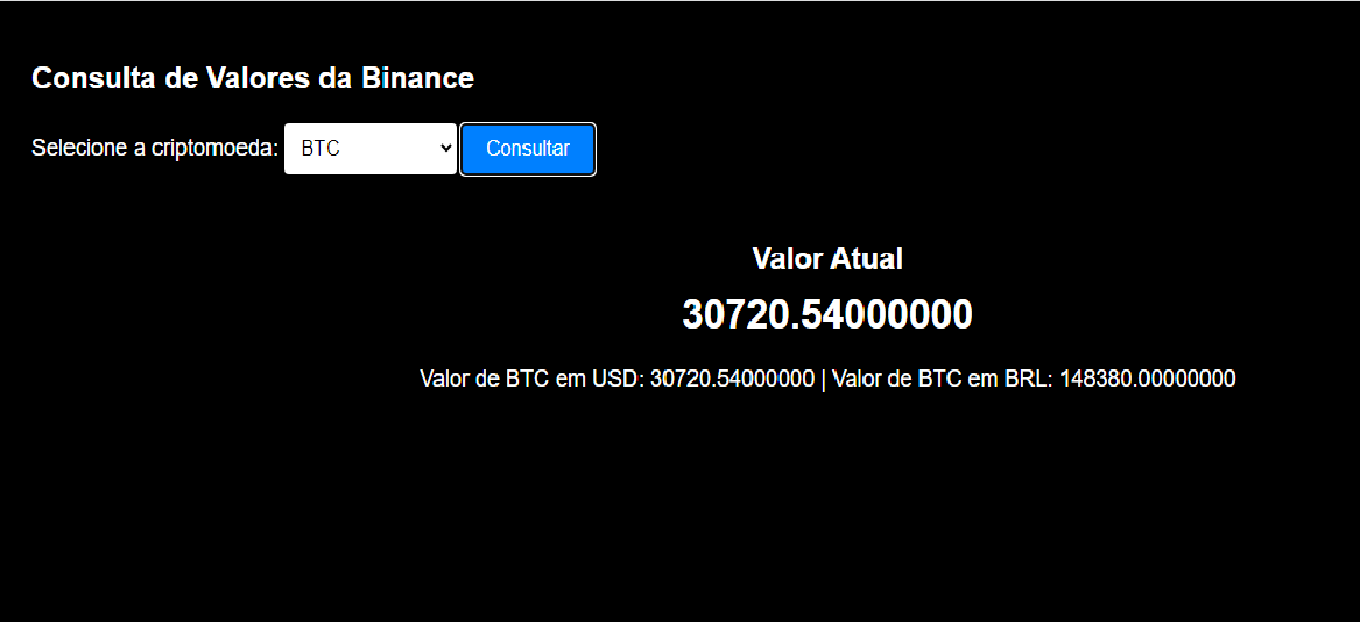 Consulta de Valores da Binance
Selecione a criptomoeda: BTC Consultar
Valor Atual
30720.54000000
Valor de BTC em USD: 30720.54000000 | Valor de BTC em BRL: 148380.00000000